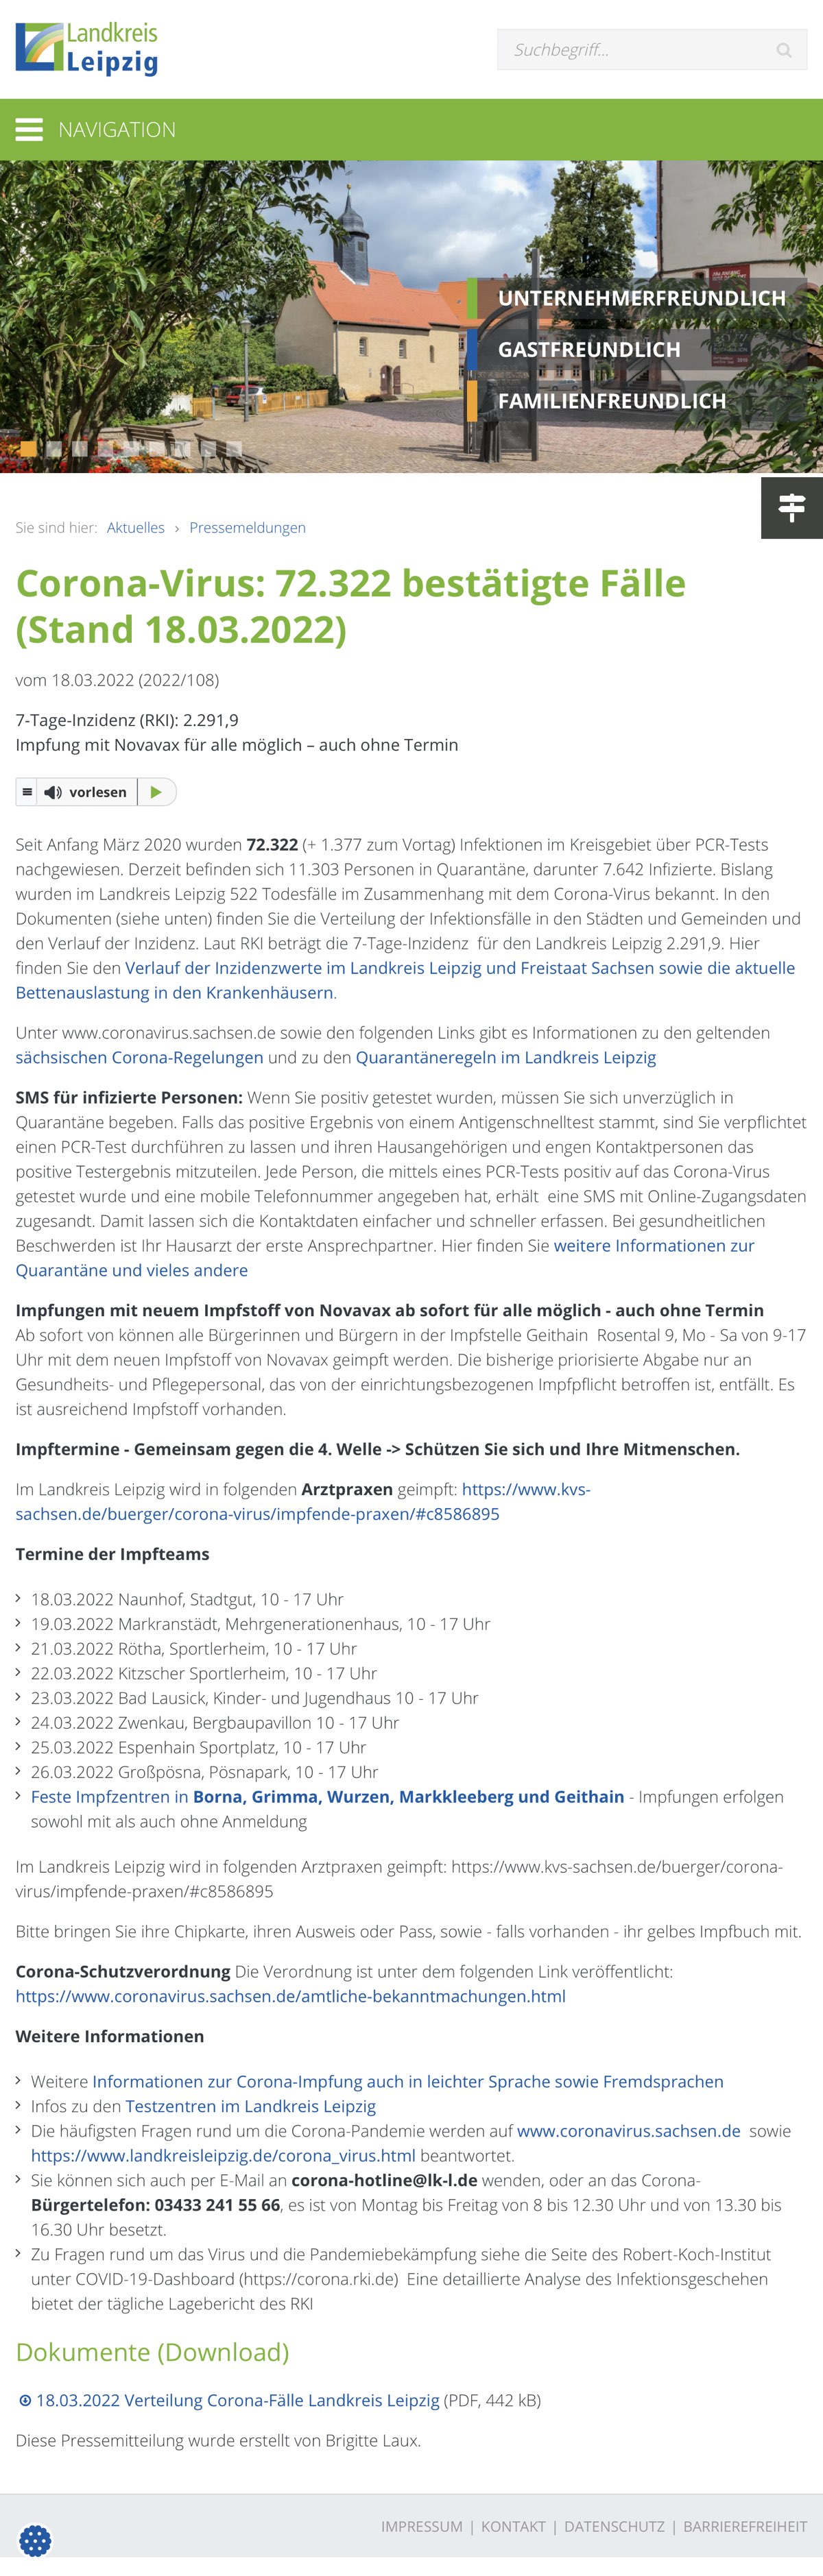 Landkreis
Leipzig
Suchbegriff...
NAVIGATION
UNTERNEHMERFREUNDLICH
GASTFREUNDLICH
FAMILIENFREUNDLICH
Sie sind hier: Aktuelles › Pressemeldungen
Corona-Virus: 72.322 bestätigte Fälle
(Stand 18.03.2022)
vom 18.03.2022 (2022/108)
7-Tage-Inzidenz (RKI): 2.291,9
Impfung mit Novavax für alle möglich – auch ohne Termin
vorlesen
Seit Anfang März 2020 wurden 72.322 (+ 1.377 zum Vortag) Infektionen im Kreisgebiet über PCR-Tests
nachgewiesen. Derzeit befinden sich 11.303 Personen in Quarantäne, darunter 7.642 Infizierte. Bislang
wurden im Landkreis Leipzig 522 Todesfälle im Zusammenhang mit dem Corona-Virus bekannt. In den
Dokumenten (siehe unten) finden Sie die Verteilung der Infektionsfälle in den Städten und Gemeinden und
den Verlauf der Inzidenz. Laut RKI beträgt die 7-Tage-Inzidenz  für den Landkreis Leipzig 2.291,9. Hier
finden Sie den Verlauf der Inzidenzwerte im Landkreis Leipzig und Freistaat Sachsen sowie die aktuelle
Bettenauslastung in den Krankenhäusern.
Unter www.coronavirus.sachsen.de sowie den folgenden Links gibt es Informationen zu den geltenden
sächsischen Corona-Regelungen und zu den Quarantäneregeln im Landkreis Leipzig
SMS für infizierte Personen: Wenn Sie positiv getestet wurden, müssen Sie sich unverzüglich in
Quarantäne begeben. Falls das positive Ergebnis von einem Antigenschnelltest stammt, sind Sie verpflichtet
einen PCR-Test durchführen zu lassen und ihren Hausangehörigen und engen Kontaktpersonen das
positive Testergebnis mitzuteilen. Jede Person, die mittels eines PCR-Tests positiv auf das Corona-Virus
getestet wurde und eine mobile Telefonnummer angegeben hat, erhält  eine SMS mit Online-Zugangsdaten
zugesandt. Damit lassen sich die Kontaktdaten einfacher und schneller erfassen. Bei gesundheitlichen
Beschwerden ist Ihr Hausarzt der erste Ansprechpartner. Hier finden Sie weitere Informationen zur
Quarantäne und vieles andere
Impfungen mit neuem Impfstoff von Novavax ab sofort für alle möglich - auch ohne Termin
Ab sofort von können alle Bürgerinnen und Bürgern in der Impfstelle Geithain  Rosental 9, Mo - Sa von 9-17
Uhr mit dem neuen Impfstoff von Novavax geimpft werden. Die bisherige priorisierte Abgabe nur an
Gesundheits- und Pflegepersonal, das von der einrichtungsbezogenen Impfpflicht betroffen ist, entfällt. Es
ist ausreichend Impfstoff vorhanden.
Impftermine - Gemeinsam gegen die 4. Welle -> Schützen Sie sich und Ihre Mitmenschen.
Im Landkreis Leipzig wird in folgenden Arztpraxen geimpft: https://www.kvs-
sachsen.de/buerger/corona-virus/impfende-praxen/#c8586895
Termine der Impfteams
18.03.2022 Naunhof, Stadtgut, 10 - 17 Uhr
19.03.2022 Markranstädt, Mehrgenerationenhaus, 10 - 17 Uhr
21.03.2022 Rötha, Sportlerheim, 10 - 17 Uhr
22.03.2022 Kitzscher Sportlerheim, 10 - 17 Uhr
23.03.2022 Bad Lausick, Kinder- und Jugendhaus 10 - 17 Uhr
24.03.2022 Zwenkau, Bergbaupavillon 10 - 17 Uhr
25.03.2022 Espenhain Sportplatz, 10 - 17 Uhr
26.03.2022 Großpösna, Pösnapark, 10 - 17 Uhr
Feste Impfzentren in Borna, Grimma, Wurzen, Markkleeberg und Geithain - Impfungen erfolgen
sowohl mit als auch ohne Anmeldung
Im Landkreis Leipzig wird in folgenden Arztpraxen geimpft: https://www.kvs-sachsen.de/buerger/corona-
virus/impfende-praxen/#c8586895
Bitte bringen Sie ihre Chipkarte, ihren Ausweis oder Pass, sowie - falls vorhanden - ihr gelbes Impfbuch mit.
Corona-Schutzverordnung Die Verordnung ist unter dem folgenden Link veröffentlicht:
https://www.coronavirus.sachsen.de/amtliche-bekanntmachungen.html
Weitere Informationen
Weitere Informationen zur Corona-Impfung auch in leichter Sprache sowie Fremdsprachen
Infos zu den Testzentren im Landkreis Leipzig
Die häufigsten Fragen rund um die Corona-Pandemie werden auf www.coronavirus.sachsen.de  sowie
https://www.landkreisleipzig.de/corona_virus.html beantwortet.
Sie können sich auch per E-Mail an corona-hotline@lk-l.de wenden, oder an das Corona-
Bürgertelefon: 03433 241 55 66, es ist von Montag bis Freitag von 8 bis 12.30 Uhr und von 13.30 bis
16.30 Uhr besetzt.
Zu Fragen rund um das Virus und die Pandemiebekämpfung siehe die Seite des Robert-Koch-Institut
unter COVID-19-Dashboard (https://corona.rki.de)  Eine detaillierte Analyse des Infektionsgeschehen
bietet der tägliche Lagebericht des RKI
Dokumente (Download)
18.03.2022 Verteilung Corona-Fälle Landkreis Leipzig (PDF, 442 kB)
Diese Pressemitteilung wurde erstellt von Brigitte Laux.
IMPRESSUM | KONTAKT | DATENSCHUTZ | BARRIEREFREIHEIT